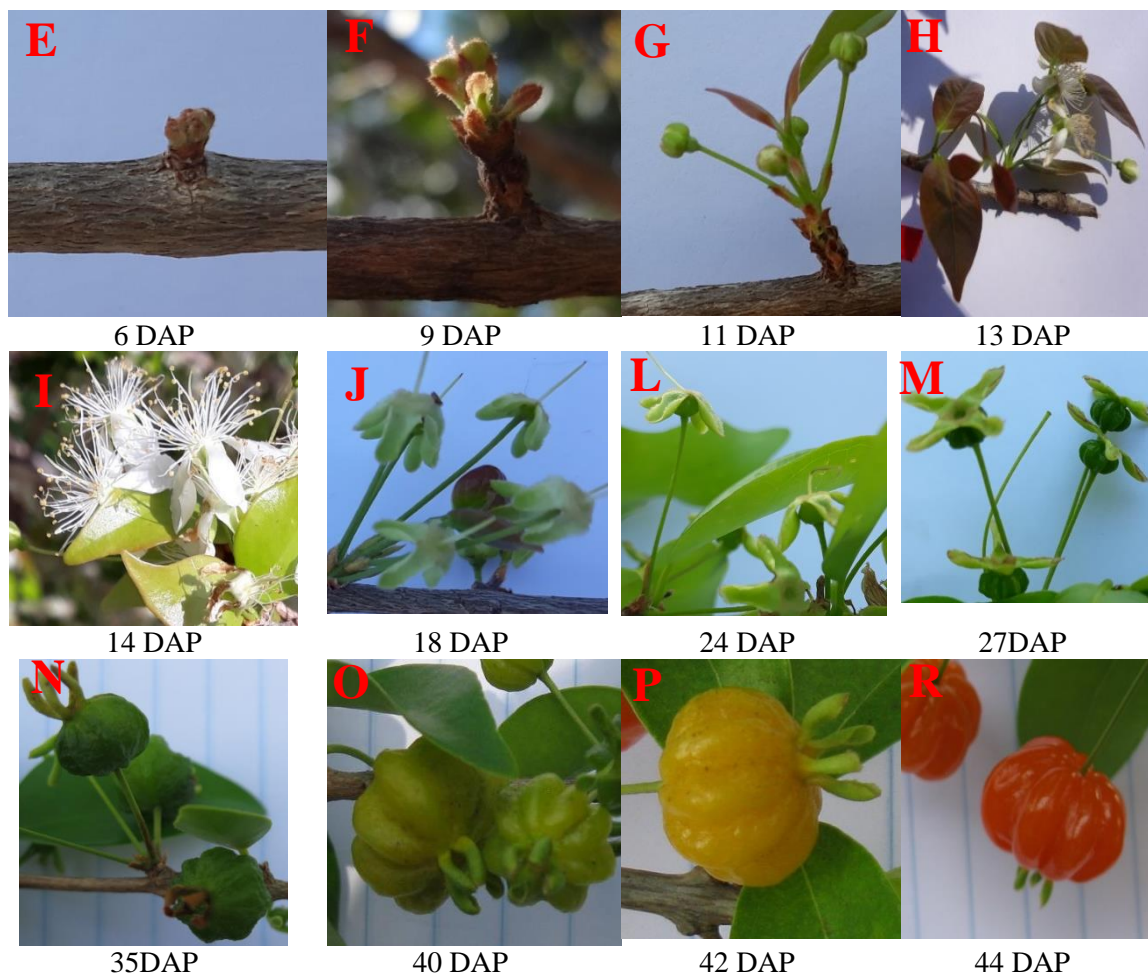 E F G H
6 DAP 9 DAP 11 DAP 13 DAP
I J L M
14 DAP 18 DAP 24 DAP 27DAP
N O P R
35DAP 40 DAP 42 DAP 44 DAP